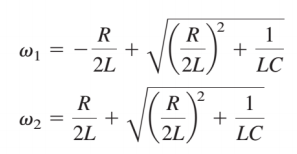 ω₁ = − R/2L + √((R/2L)² + 1/LC)
ω₂ = R/2L + √((R/2L)² + 1/LC)